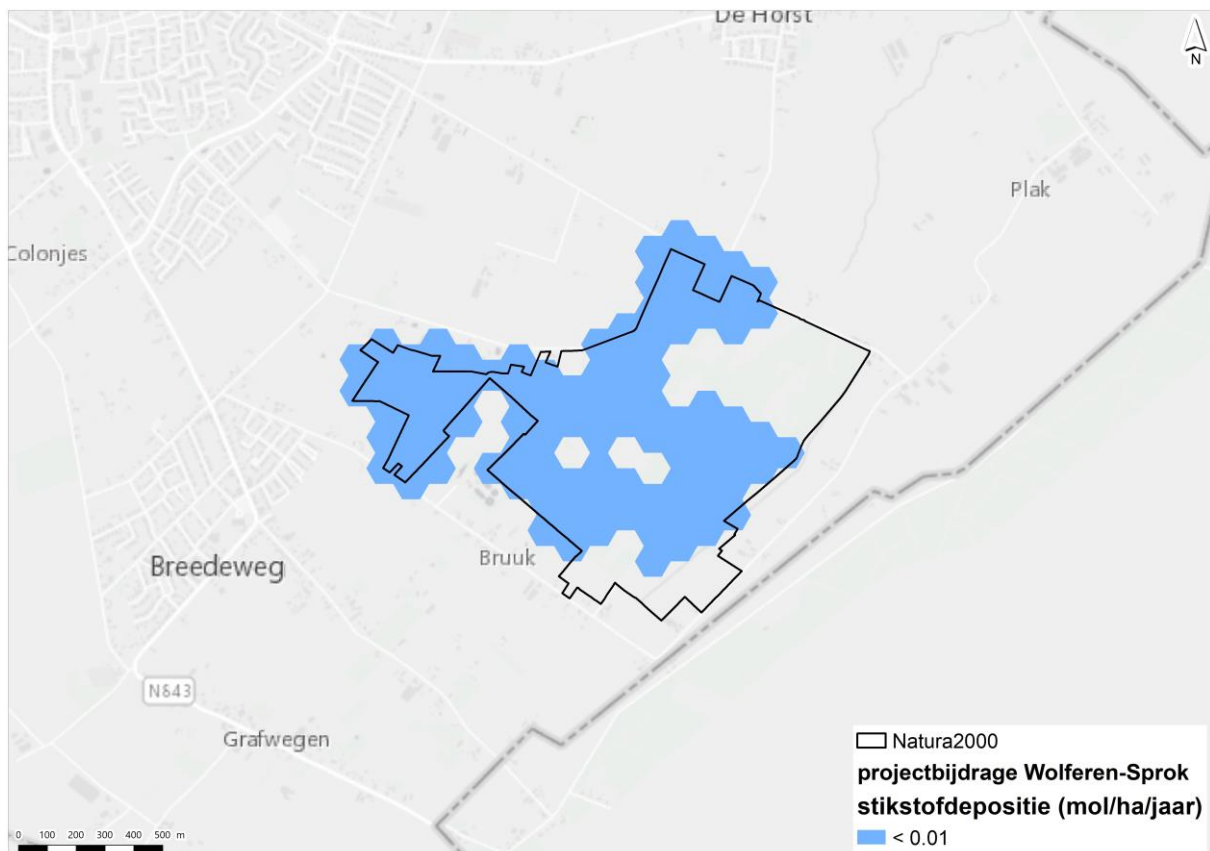 De Horst
N
Plak
Colonjes
Bruuk
Breedeweg
N843
Grafwegen
Natura2000
projectbijdrage Wolferen-Sprok
stikstofdepositie (mol/ha/jaar)
< 0.01
0 100 200 300 400 500 m